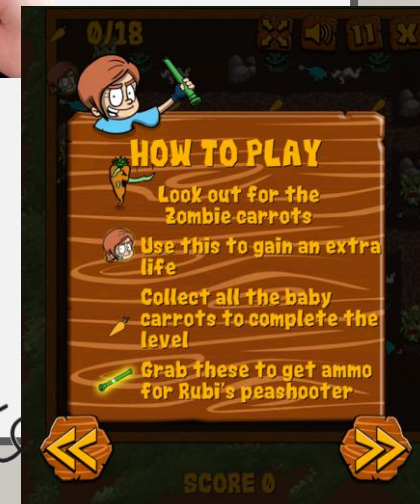 0/18
HOW TO PLAY
Look out for the
Zombie carrots
Use this to gain an extra
life
Collect all the baby
carrots to complete the
level
Grab these to get ammo
for Rubi's peashooter
SCORE 0